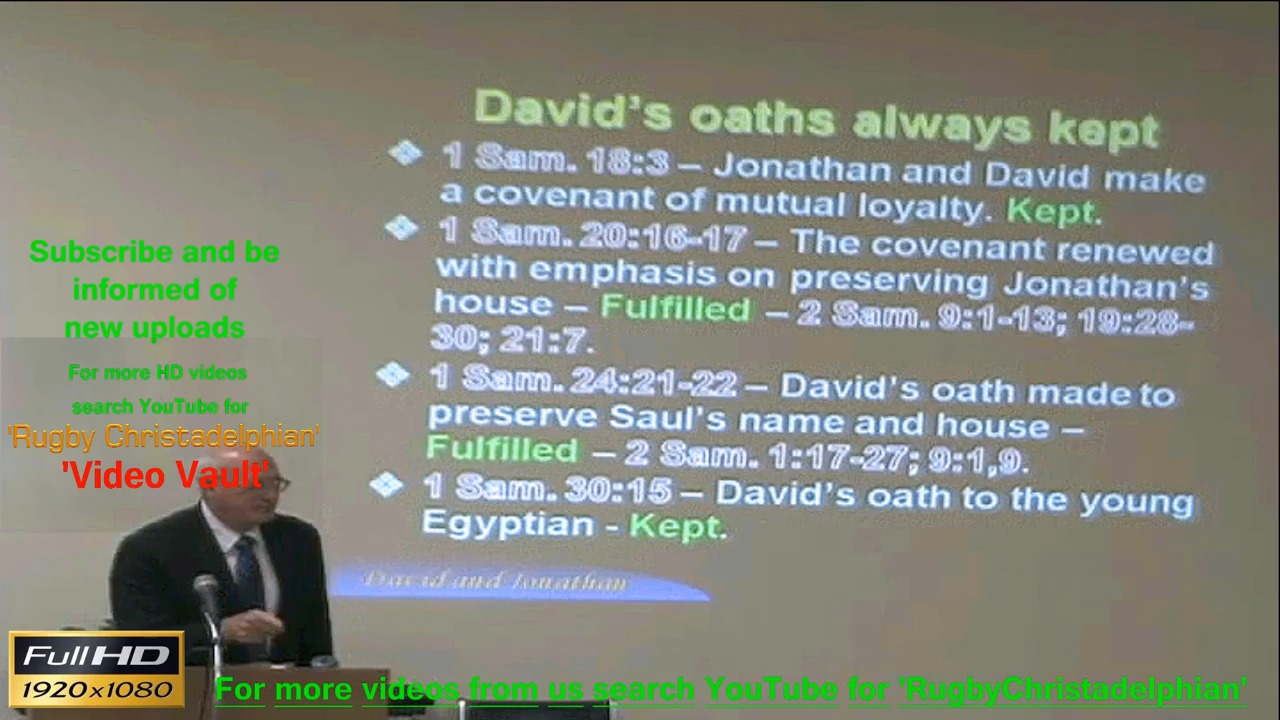 David's oaths always kept
1 Sam. 18:3 – Jonathan and David make
a covenant of mutual loyalty. Kept.
1 Sam. 20:16-17 – The covenant renewed
with emphasis on preserving Jonathan's
house – Fulfilled – 2 Sam. 9:1-13; 19:28-
30; 21:7.
1 Sam. 24:21-22 – David's oath made to
preserve Saul's name and house –
Fulfilled – 2 Sam. 1:17-27; 9:1,9.
1 Sam. 30:15 – David's oath to the young
Egyptian - Kept.
David and Jonathan
Subscribe and be
informed of
new uploads
For more HD videos
search YouTube for
'Rugby Christadelphian'
'Video Vault'
Full HD
1920x1080
For more videos from us search YouTube for 'RugbyChristadelphian'